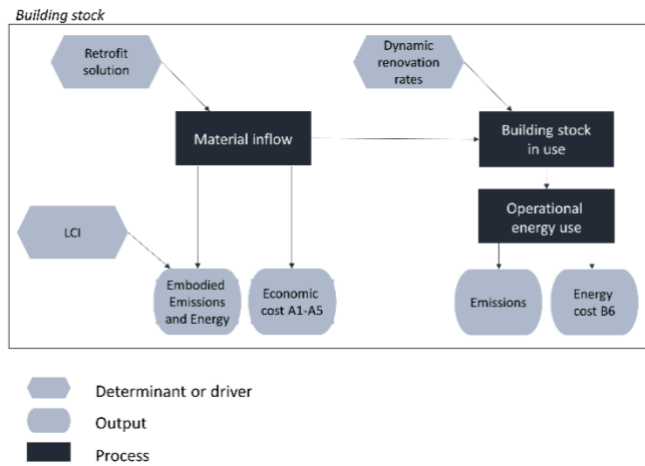 Building stock
Retrofit
solution
Dynamic
renovation
rates
Material inflow
Building stock
in use
Operational
energy use
LCI
Embodied
Emissions
and Energy
Economic
cost A1-A5
Emissions
Energy
cost B6
Determinant or driver
Output
Process